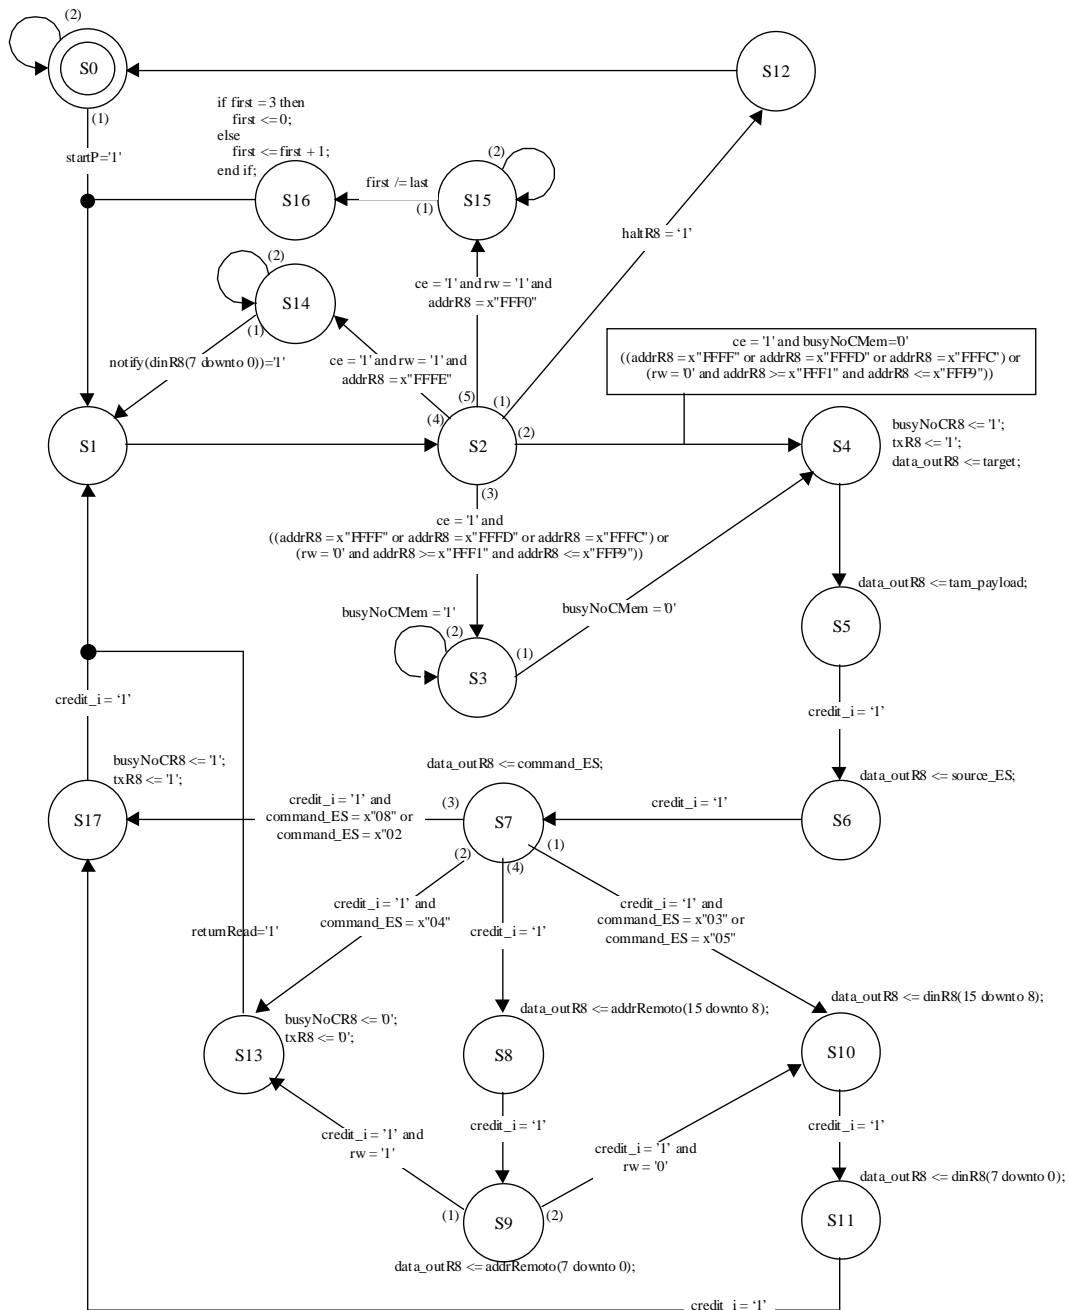 (2)
S0
S12
(1)
if first = 3 then
first <= 0;
else
first <= first + 1;
end if;
startP='1'
(2)
S16
first /= last
(1)
S15
haltR8 = ‘1’
(2)
S14
(1)
ce = '1' and rw = '1' and
addrR8 = x"FFF0"
notify(dinR8(7 downto 0))='1'
ce = '1' and rw = '1' and
addrR8 = x"FFFE"
ce = '1' and busyNoCMem='0'
((addrR8 = x"FFFF" or addrR8 = x"FFFD" or addrR8 = x"FFFC") or
(rw = '0' and addrR8 >= x"FFF1" and addrR8 <= x"FFF9"))
(5)
(1)
(4)
(2)
(3)
S1
S2
S4
busyNoCR8 <= '1';
txR8 <= '1';
data_outR8 <= target;
ce = '1' and
((addrR8 = x"FFFF" or addrR8 = x"FFFD" or addrR8 = x"FFFC") or
(rw = '0' and addrR8 >= x"FFF1" and addrR8 <= x"FFF9"))
data_outR8 <= tam_payload;
S5
busyNoCMem = '1'
(2)
busyNoCMem = '0'
(1)
S3
credit_i = ‘1’
credit_i = ‘1’
busyNoCR8 <= '1';
txR8 <= '1';
data_outR8 <= command_ES;
data_outR8 <= source_ES;
S17
credit_i = '1' and
command_ES = x"08" or
command_ES = x"02
(3)
S7
credit_i = ‘1’
S6
(2)
(4)
(1)
credit_i = '1' and
command_ES = x"04"
credit_i = ‘1’
credit_i = ‘1’ and
command_ES = x"03" or
command_ES = x"05"
returnRead='1'
busyNoCR8 <= '0';
txR8 <= '0';
S13
data_outR8 <= addrRemoto(15 downto 8);
S8
data_outR8 <= dinR8(15 downto 8);
S10
credit_i = '1' and
rw = '1'
credit_i = ‘1’
credit_i = '1' and
rw = '0'
credit_i = ‘1’
(1)
S9
(2)
data_outR8 <= addrRemoto(7 downto 0);
data_outR8 <= dinR8(7 downto 0);
S11
credit_i = ‘1’